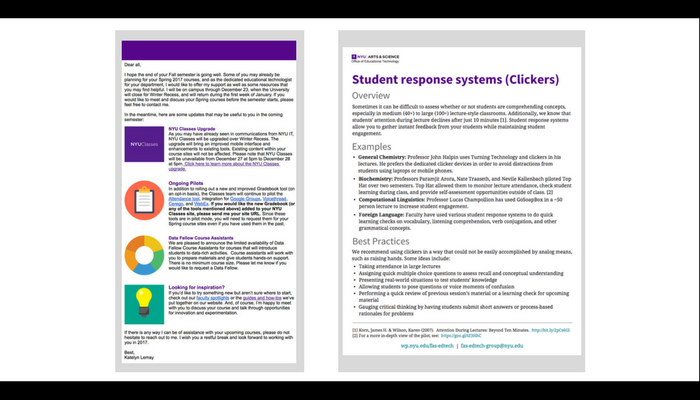 Dear all,
I hope the end of your Fall semester is going well. Some of you may already be
planning for your Spring 2017 courses, and as the dedicated educational technologist
for your department, I wanted to offer my support as well as some resources that
you may find helpful. I will be on campus through December 23, when the University
will close for Winter Recess, and will return during the first week of January. If you
would like to meet and discuss your Spring courses before the semester starts, please
feel free to contact me.
In the meantime, here are some updates that may be useful to you in the coming
semester:
NYU Classes
NYU Classes Upgrade
As you may have already seen in communications from NYU IT,
NYU Classes will be upgraded over Winter Recess. The
upgrade will bring an improved mobile interface and
enhancements to existing tools. Existing content within your
course sites will not be affected. Please note that NYU Classes
will be unavailable from December 27 at 5pm to December 28
at 5pm. Click here to learn more about the NYU Classes
upgrade.
Ongoing Pilots
In addition to rolling out a new and improved Gradebook tool (on
an opt-in basis), the Classes team will continue to pilot the
Attendance tool, integration for Google Groups, VoiceThread,
and WebEx. If you would like the new Gradebook (or
any of the tools mentioned above) added to your NYU
Classes site, please send me your site URL. Since these
tools are in pilot mode, you will need to request them for your
Spring course sites even if you have used them in the past.
Data Fellow Course Assistants
We are pleased to announce the limited availability of Data
Fellow Course Assistants for courses that will introduce
students to data-rich activities. Course assistants will work with
you to prepare materials and give students hands-on support.
There is no minimum course size. Please let me know if you
would like to request a Data Fellow.
Looking for inspiration?
If you'd like to try something new but aren't sure where to start,
check out our faculty spotlights or the guides and how-tos we've
put together on our website. And, of course, I'm happy to meet
with you to discuss your course and talk through opportunities
for innovation and experimentation.
If there is any way I can be of assistance with your upcoming courses, please do not
hesitate to reach out to me. I wish you a restful break and look forward to working with
you in 2017.
Best,
Katelyn Lemay
NYU ARTS & SCIENCE
Office of Educational Technology
Student response systems (Clickers)
Overview
Sometimes it can be difficult to assess whether or not students are comprehending concepts,
especially in medium (40+) to large (100+) lecture-style classrooms. Additionally, we know that
students' attention during lecture declines after just 10 minutes [1]. Student response systems
allow you to gather instant feedback from your students while maintaining student
engagement.
Examples
• General Chemistry: Professor John Halpin uses Turning Technology and clickers in his
lectures. He prefers the dedicated clicker devices in order to avoid distractions from
students using laptops or mobile phones.
• Biochemistry: Professors Paramjit Arora, Nate Traaseth, and Neville Kallenbach piloted Top
Hat over two semesters. Top Hat allowed them to monitor lecture attendance, check student
learning during class, and provide self-assessment opportunities outside of class. [2]
• Computational Linguistics: Professor Lucas Champollion has used GoSoapBox in a ~50
person lecture to increase student engagement.
• Foreign Language: Faculty have used various student response systems to do quick
learning checks on vocabulary, listening comprehension, verb conjugation, and other
grammatical concepts.
Best Practices
We recommend using clickers in a way that could not be easily accomplished by analog means,
such as raising hands. Some ideas include:
• Taking attendance in large lectures
• Assigning quick multiple choice questions to assess recall and conceptual understanding
• Presenting real-world situations to test students' knowledge
• Allowing students to pose questions or voice moments of confusion
• Performing a quick review of previous session's material or a learning check for upcoming
material
• Gauging critical thinking by having students submit short answers or process-based
rationales for problems
[1] Korn, James H. & Wilson, Karen (2007). Attention During Lectures: Beyond Ten Minutes.
[2] For a more in-depth view of the pilot, see:
wp.nyu.edu/fas-edtech | fas-edtech-group@nyu.edu